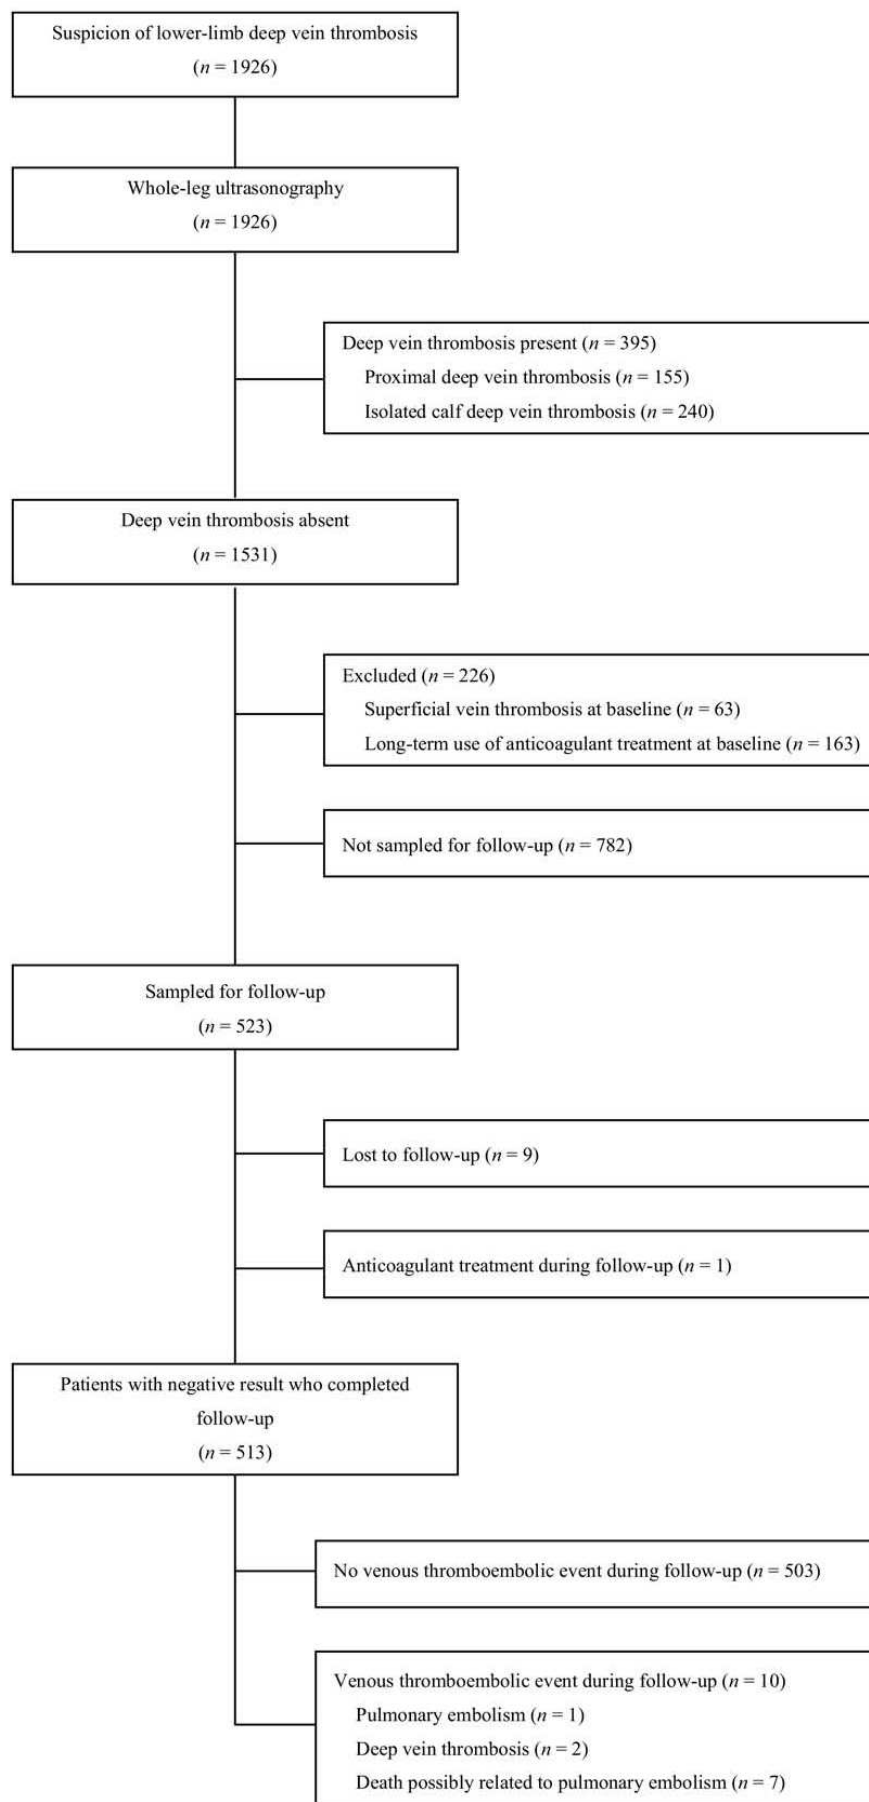 Suspicion of lower-limb deep vein thrombosis
(n = 1926)
Whole-leg ultrasonography
(n = 1926)
Deep vein thrombosis present (n = 395)
Proximal deep vein thrombosis (n = 155)
Isolated calf deep vein thrombosis (n = 240)
Deep vein thrombosis absent
(n = 1531)
Excluded (n = 226)
Superficial vein thrombosis at baseline (n = 63)
Long-term use of anticoagulant treatment at baseline (n = 163)
Not sampled for follow-up (n = 782)
Sampled for follow-up
(n = 523)
Lost to follow-up (n = 9)
Anticoagulant treatment during follow-up (n = 1)
Patients with negative result who completed
follow-up
(n = 513)
No venous thromboembolic event during follow-up (n = 503)
Venous thromboembolic event during follow-up (n = 10)
Pulmonary embolism (n = 1)
Deep vein thrombosis (n = 2)
Death possibly related to pulmonary embolism (n = 7)